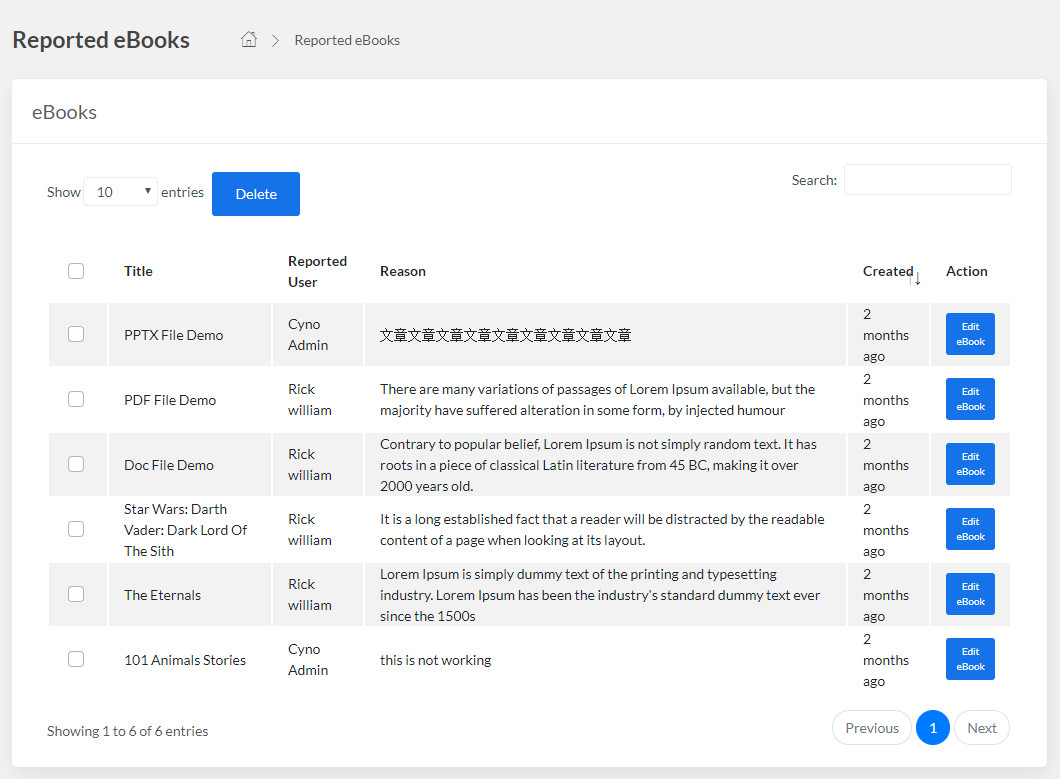 Reported eBooks
Reported eBooks
eBooks
Show 10 entries
Delete
Search:
Title
Reported
User
Reason
Created
Action
PPTX File Demo
Cyno
Admin
文章文章文章文章文章文章文章文章文章
2
months
ago
Edit
eBook
PDF File Demo
Rick
william
There are many variations of passages of Lorem Ipsum available, but the
majority have suffered alteration in some form, by injected humour
2
months
ago
Edit
eBook
Doc File Demo
Rick
william
Contrary to popular belief, Lorem Ipsum is not simply random text. It has
roots in a piece of classical Latin literature from 45 BC, making it over
2000 years old.
2
months
ago
Edit
eBook
Star Wars: Darth
Vader: Dark Lord Of
The Sith
Rick
william
It is a long established fact that a reader will be distracted by the readable
content of a page when looking at its layout.
2
months
ago
Edit
eBook
The Eternals
Rick
william
Lorem Ipsum is simply dummy text of the printing and typesetting
industry. Lorem Ipsum has been the industry's standard dummy text ever
since the 1500s
2
months
ago
Edit
eBook
101 Animals Stories
Cyno
Admin
this is not working
2
months
ago
Edit
eBook
Showing 1 to 6 of 6 entries
Previous
1
Next